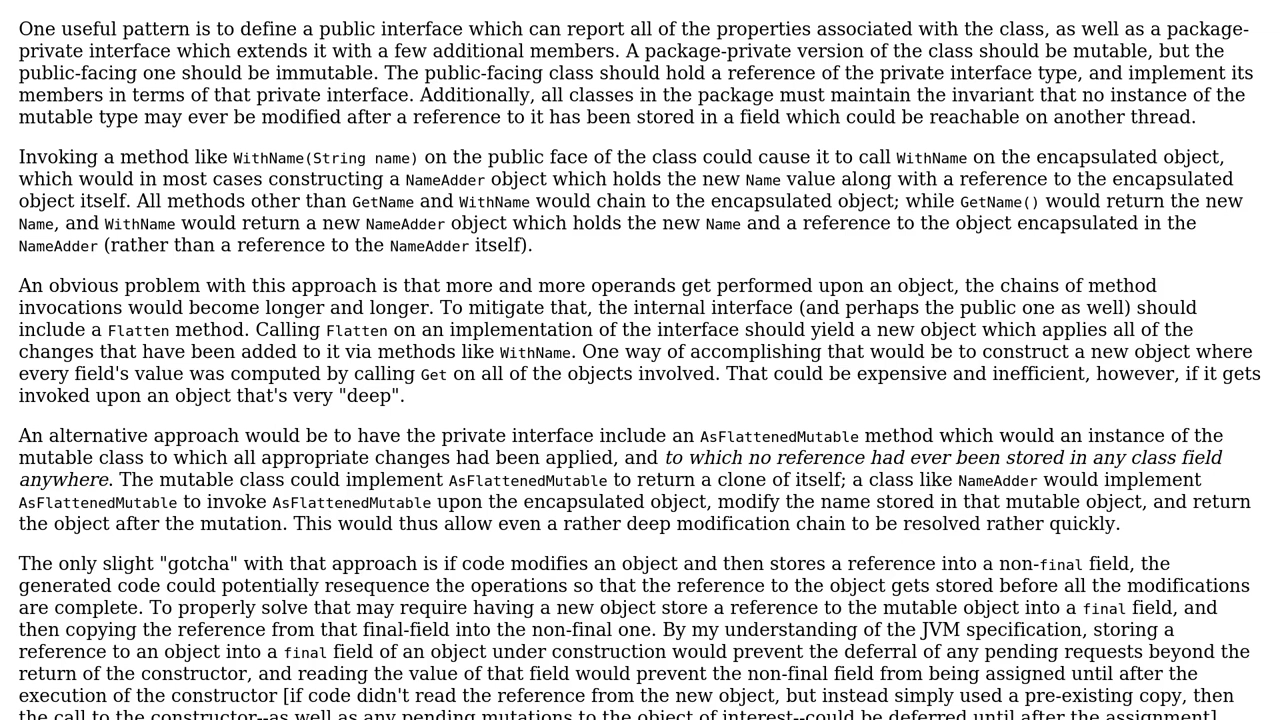 One useful pattern is to define a public interface which can report all of the properties associated with the class, as well as a package-
private interface which extends it with a few additional members. A package-private version of the class should be mutable, but the
public-facing one should be immutable. The public-facing class should hold a reference of the private interface type, and implement its
members in terms of that private interface. Additionally, all classes in the package must maintain the invariant that no instance of the
mutable type may ever be modified after a reference to it has been stored in a field which could be reachable on another thread.
Invoking a method like WithName(String name) on the public face of the class could cause it to call WithName on the encapsulated object,
which would in most cases constructing a NameAdder object which holds the new Name value along with a reference to the encapsulated
object itself. All methods other than GetName and WithName would chain to the encapsulated object; while GetName() would return the new
Name, and WithName would return a new NameAdder object which holds the new Name and a reference to the object encapsulated in the
NameAdder (rather than a reference to the NameAdder itself).
An obvious problem with this approach is that more and more operands get performed upon an object, the chains of method
invocations would become longer and longer. To mitigate that, the internal interface (and perhaps the public one as well) should
include a Flatten method. Calling Flatten on an implementation of the interface should yield a new object which applies all of the
changes that have been added to it via methods like WithName. One way of accomplishing that would be to construct a new object where
every field's value was computed by calling Get on all of the objects involved. That could be expensive and inefficient, however, if it gets
invoked upon an object that's very "deep".
An alternative approach would be to have the private interface include an AsFlattenedMutable method which would an instance of the
mutable class to which all appropriate changes had been applied, and to which no reference had ever been stored in any class field
anywhere. The mutable class could implement AsFlattenedMutable to return a clone of itself; a class like NameAdder would implement
AsFlattenedMutable to invoke AsFlattenedMutable upon the encapsulated object, modify the name stored in that mutable object, and return
the object after the mutation. This would thus allow even a rather deep modification chain to be resolved rather quickly.
The only slight "gotcha" with that approach is if code modifies an object and then stores a reference into a non-final field, the
generated code could potentially resequence the operations so that the reference to the object gets stored before all the modifications
are complete. To properly solve that may require having a new object store a reference to the mutable object into a final field, and
then copying the reference from that final-field into the non-final one. By my understanding of the JVM specification, storing a
reference to an object into a final field of an object under construction would prevent the deferral of any pending requests beyond the
return of the constructor, and reading the value of that field would prevent the non-final field from being assigned until after the
execution of the constructor [if code didn't read the reference from the new object, but instead simply used a pre-existing copy, then
the call to the constructor--as well as any pending mutations to the object of interest--could be deferred until after the assignment].